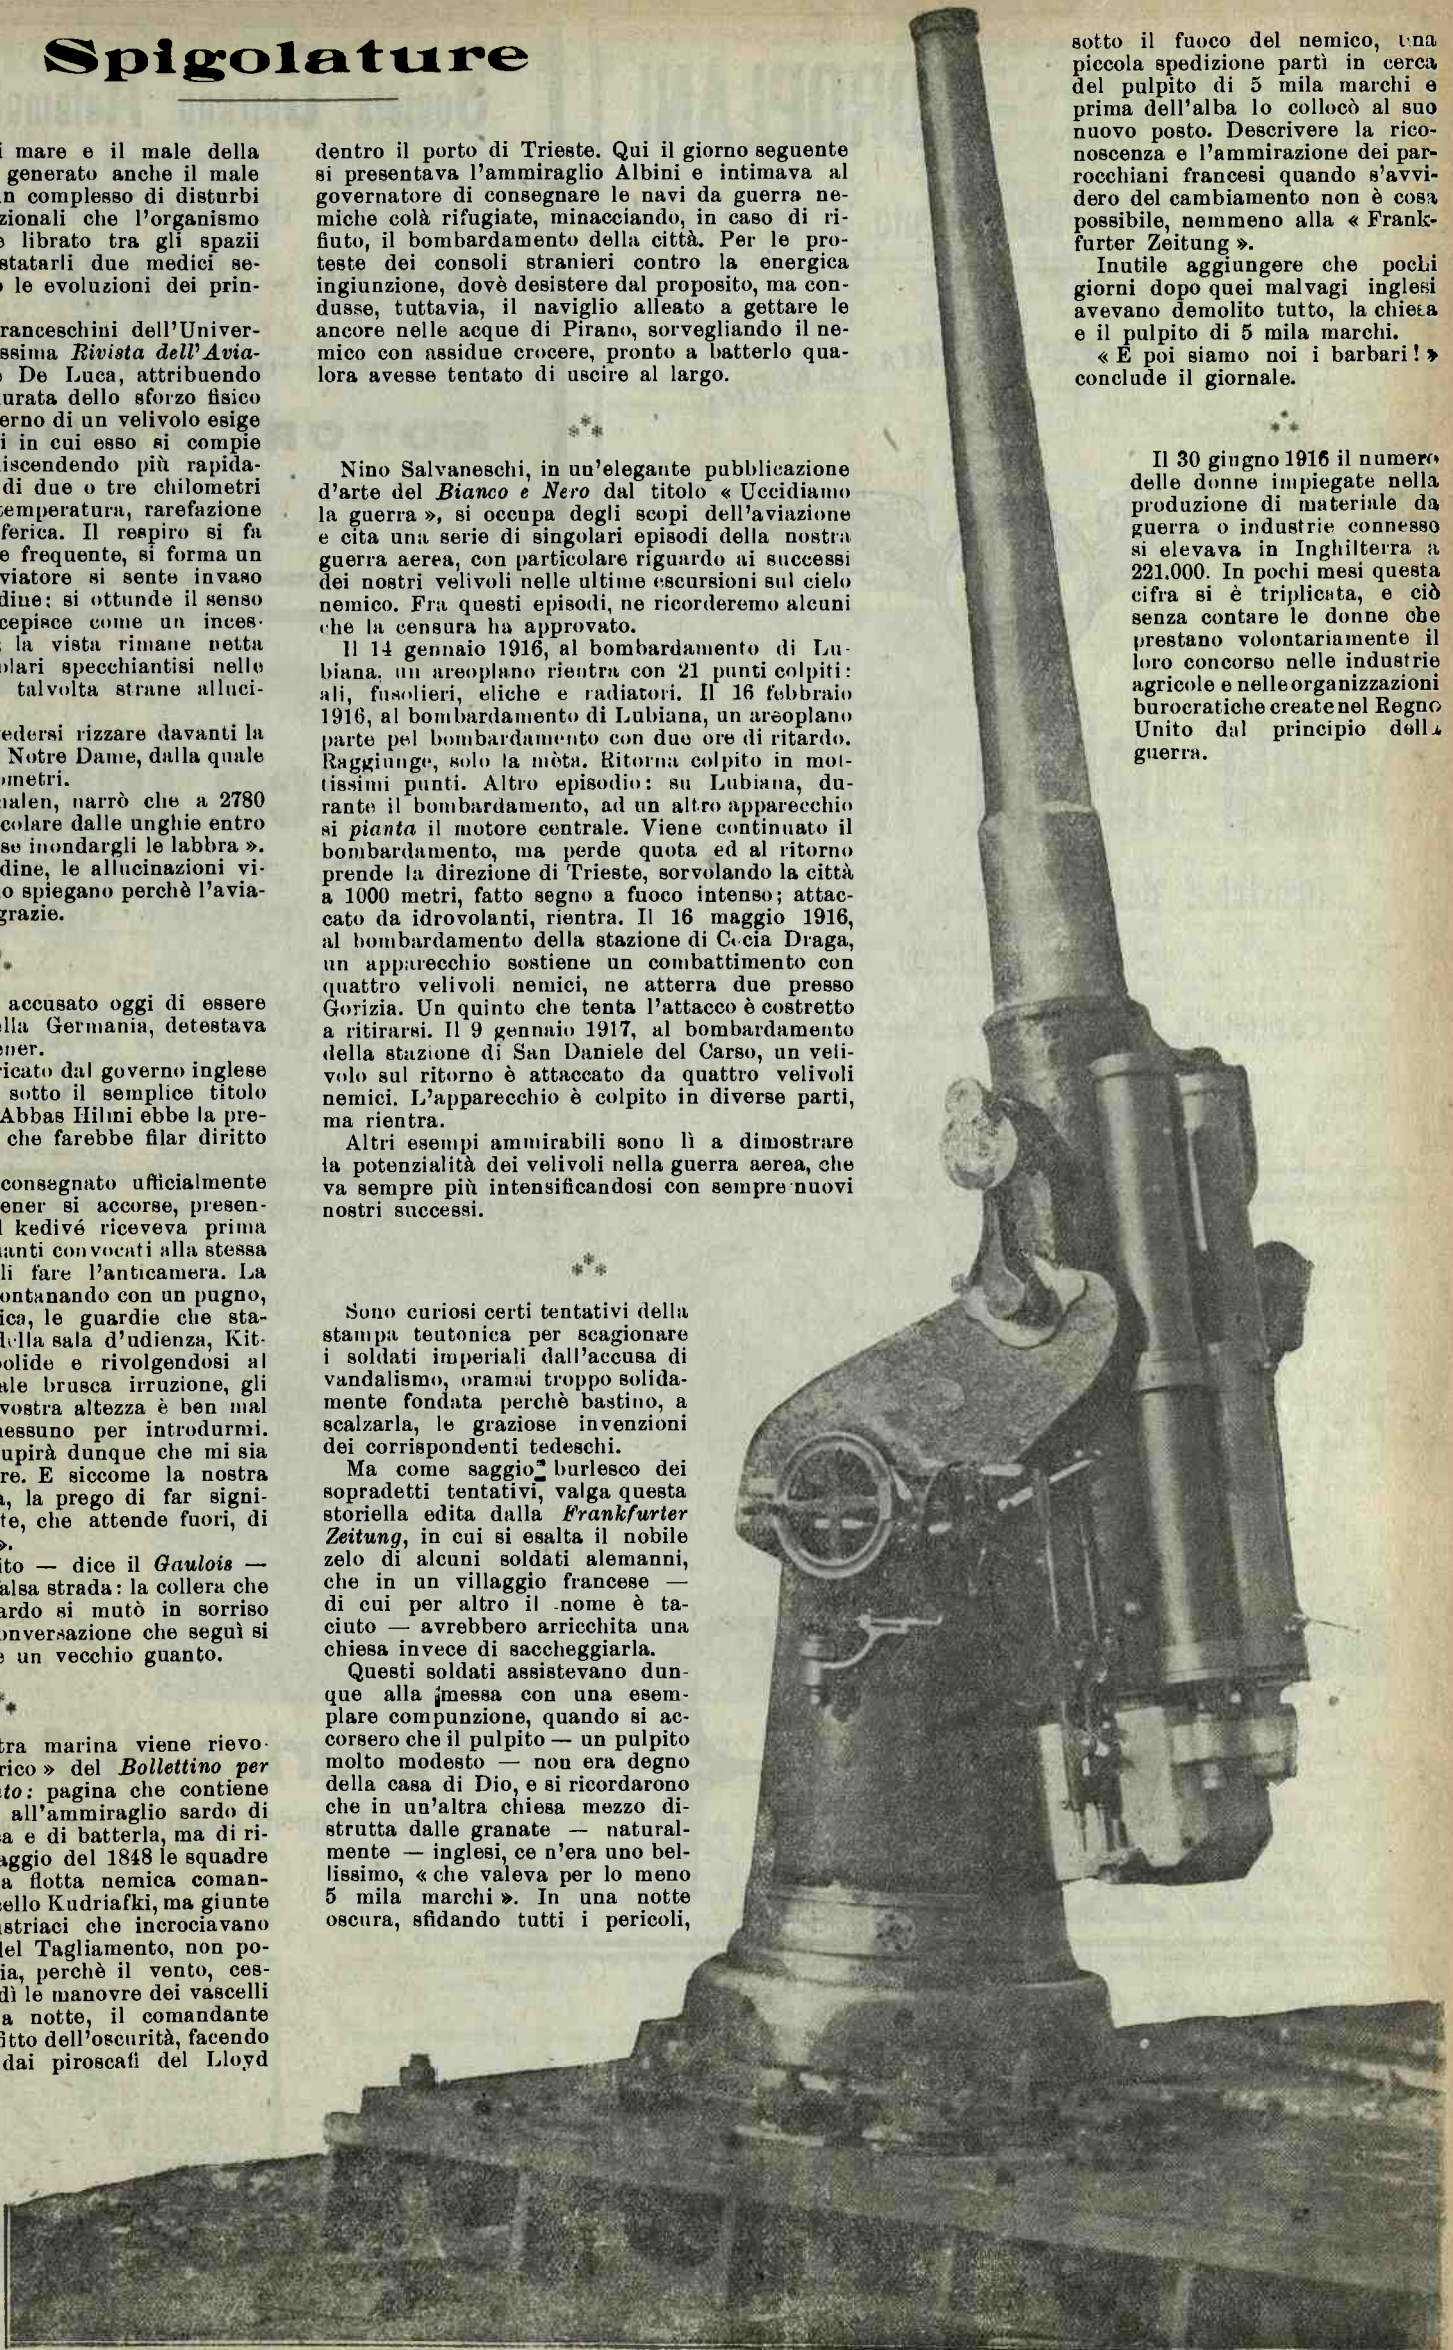 Spigolature
i mare e il male della
generato anche il male
n complesso di disturbi
zionali che l'organismo
e librato tra gli spazii
statarli due medici se-
o le evoluzioni dei prin-
ranceschini dell'Univer-
ssima Rivista dell'Avia-
o De Luca, attribuendo
urata dello sforzo fisico
erno di un velivolo esige
i in cui esso si compie
iscendendo più rapida-
di due o tre chilometri
temperatura, rarefazione
ferica. Il respiro si fa
e frequente, si forma un
viatore si sente invaso
dine: si ottunde il senso
cepisce come un inces-
; la vista rimane netta
olari specchiantisi nelle
talvolta strane alluci-
edersi rizzare davanti la
Notre Dame, dalla quale
ometri.
nalen, narrò che a 2780
colare dalle unghie entro
se inondargli le labbra ».
dine, le allucinazioni vi-
o spiegano perchè l'avia-
grazie.
accusato oggi di essere
lla Germania, detestava
ener.
ricato dal governo inglese
sotto il semplice titolo
Abbas Hilmi ebbe la pre-
che farebbe filar diritto
consegnato ufficialmente
ener si accorse, presen-
l kedivé riceveva prima
uanti convocati alla stessa
li fare l'anticamera. La
ontanando con un pugno,
ica, le guardie che sta-
della sala d'udienza, Kit-
bolide e rivolgendosi al
ale brusca irruzione, gli
vostra altezza è ben mal
nessuno per introdurmi.
upirà dunque che mi sia
re. E siccome la nostra
a, la prego di far signi-
te, che attende fuori, di
».
ito — dice il Gaulois —
alsa strada: la collera che
ardo si mutò in sorriso
onversazione che seguì si
e un vecchio guanto.
tra marina viene rievo-
rico » del Bollettino per
ato: pagina che contiene
all'ammiraglio sardo di
a e di batterla, ma di ri-
aggio del 1848 le squadre
a flotta nemica coman-
ello Kudriafki, ma giunte
striaci che incrociavano
del Tagliamento, non po-
ia, perchè il vento, ces-
dì le manovre dei vascelli
a notte, il comandante
itto dell'oscurità, facendo
dai piroscafi del Lloyd
dentro il porto di Trieste. Qui il giorno seguente
si presentava l'ammiraglio Albini e intimava al
governatore di consegnare le navi da guerra ne-
miche colà rifugiate, minacciando, in caso di ri-
fiuto, il bombardamento della città. Per le pro-
teste dei consoli stranieri contro la energica
ingiunzione, dovè desistere dal proposito, ma con-
dusse, tuttavia, il naviglio alleato a gettare le
ancore nelle acque di Pirano, sorvegliando il ne-
mico con assidue crocere, pronto a batterlo qua-
lora avesse tentato di uscire al largo.
***
Nino Salvaneschi, in un'elegante pubblicazione
d'arte del Bianco e Nero dal titolo « Uccidiamo
la guerra », si occupa degli scopi dell'aviazione
e cita una serie di singolari episodi della nostra
guerra aerea, con particolare riguardo ai successi
dei nostri velivoli nelle ultime escursioni sul cielo
nemico. Fra questi episodi, ne ricorderemo alcuni
che la censura ha approvato.
Il 14 gennaio 1916, al bombardamento di Lu-
biana, un areoplano rientra con 21 punti colpiti:
ali, fusolieri, eliche e radiatori. Il 16 febbraio
1916, al bombardamento di Lubiana, un areoplano
parte pel bombardamento con due ore di ritardo.
Raggiunge, solo la mèta. Ritorna colpito in mol-
tissimi punti. Altro episodio: su Lubiana, du-
rante il bombardamento, ad un altro apparecchio
si pianta il motore centrale. Viene continuato il
bombardamento, ma perde quota ed al ritorno
prende la direzione di Trieste, sorvolando la città
a 1000 metri, fatto segno a fuoco intenso; attac-
cato da idrovolanti, rientra. Il 16 maggio 1916,
al bombardamento della stazione di Draga,
un apparecchio sostiene un combattimento con
quattro velivoli nemici, ne atterra due presso
Gorizia. Un quinto che tenta l'attacco è costretto
a ritirarsi. Il 9 gennaio 1917, al bombardamento
della stazione di San Daniele del Carso, un veli-
volo sul ritorno è attaccato da quattro velivoli
nemici. L'apparecchio è colpito in diverse parti,
ma rientra.
Altri esempi ammirabili sono lì a dimostrare
la potenzialità dei velivoli nella guerra aerea, che
va sempre più intensificandosi con sempre nuovi
nostri successi.
***
Sono curiosi certi tentativi della
stampa teutonica per scagionare
i soldati imperiali dall'accusa di
vandalismo, oramai troppo solida-
mente fondata perchè bastino, a
scalzarla, le graziose invenzioni
dei corrispondenti tedeschi.
Ma come saggio burlesco dei
sopradetti tentativi, valga questa
storiella edita dalla Frankfurter
Zeitung, in cui si esalta il nobile
zelo di alcuni soldati alemanni,
che in un villaggio francese —
di cui per altro il nome è ta-
ciuto — avrebbero arricchita una
chiesa invece di saccheggiarla.
Questi soldati assistevano dun-
que alla messa con una esem-
plare compunzione, quando si ac-
corsero che il pulpito — un pulpito
molto modesto — non era degno
della casa di Dio, e si ricordarono
che in un'altra chiesa mezzo di-
strutta dalle granate — natural-
mente — inglesi, ce n'era uno bel-
lissimo, « che valeva per lo meno
5 mila marchi ». In una notte
oscura, sfidando tutti i pericoli,
sotto il fuoco del nemico, una
piccola spedizione partì in cerca
del pulpito di 5 mila marchi e
prima dell'alba lo collocò al suo
nuovo posto. Descrivere la rico-
noscenza e l'ammirazione dei par-
rocchiani francesi quando s'avvi-
dero del cambiamento non è cosa
possibile, nemmeno alla « Frank-
furter Zeitung ».
Inutile aggiungere che pochi
giorni dopo quei malvagi inglesi
avevano demolito tutto, la chiesa
e il pulpito di 5 mila marchi.
« E poi siamo noi i barbari! »
conclude il giornale.
***
Il 30 giugno 1916 il numero
delle donne impiegate nella
produzione di materiale da
guerra o industrie connesse
si elevava in Inghilterra a
221.000. In pochi mesi questa
cifra si è triplicata, e ciò
senza contare le donne che
prestano volontariamente il
loro concorso nelle industrie
agricole e nelle organizzazioni
burocratiche create nel Regno
Unito dal principio della
guerra.